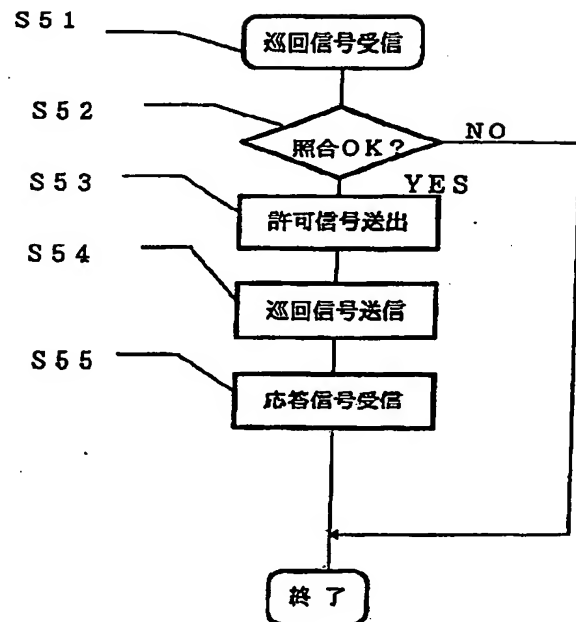 S51
巡回信号受信
S52
照合OK?
NO
YES
S53
許可信号送出
S54
巡回信号送信
S55
応答信号受信
終了